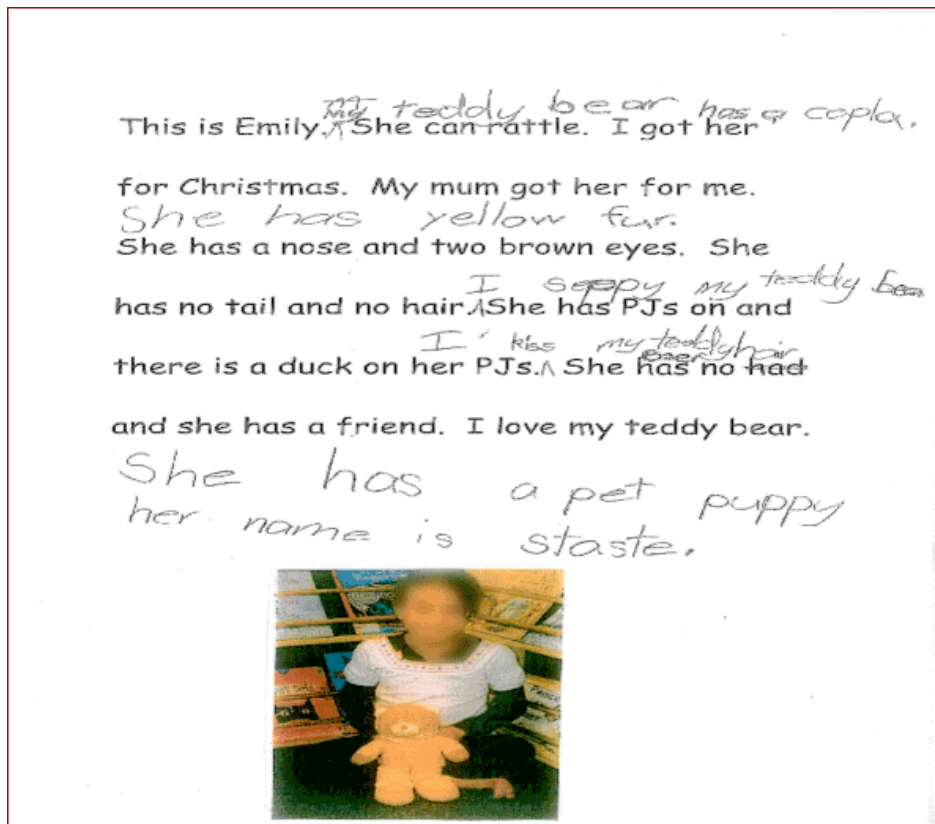 My teddy bear has a copla.
This is Emily. She can rattle. I got her
for Christmas. My mum got her for me.
She has yellow fur.
She has a nose and two brown eyes. She
I seppy my teddy bea
has no tail and no hair. She has PJs on and
I kiss my teddy hair
there is a duck on her PJs. She has no had
and she has a friend. I love my teddy bear.
She has a pet puppy
her name is staste.